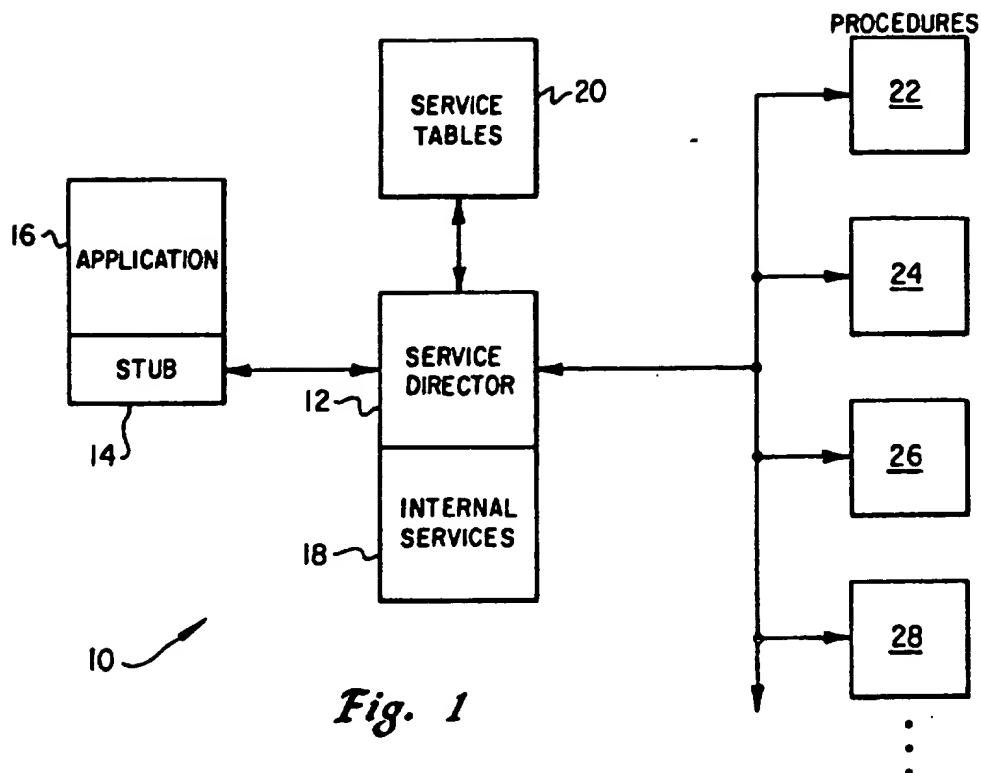 PROCEDURES
22
SERVICE
TABLES
20
16
APPLICATION
24
STUB
SERVICE
DIRECTOR
12
14
26
INTERNAL
SERVICES
18
28
10
Fig. 1